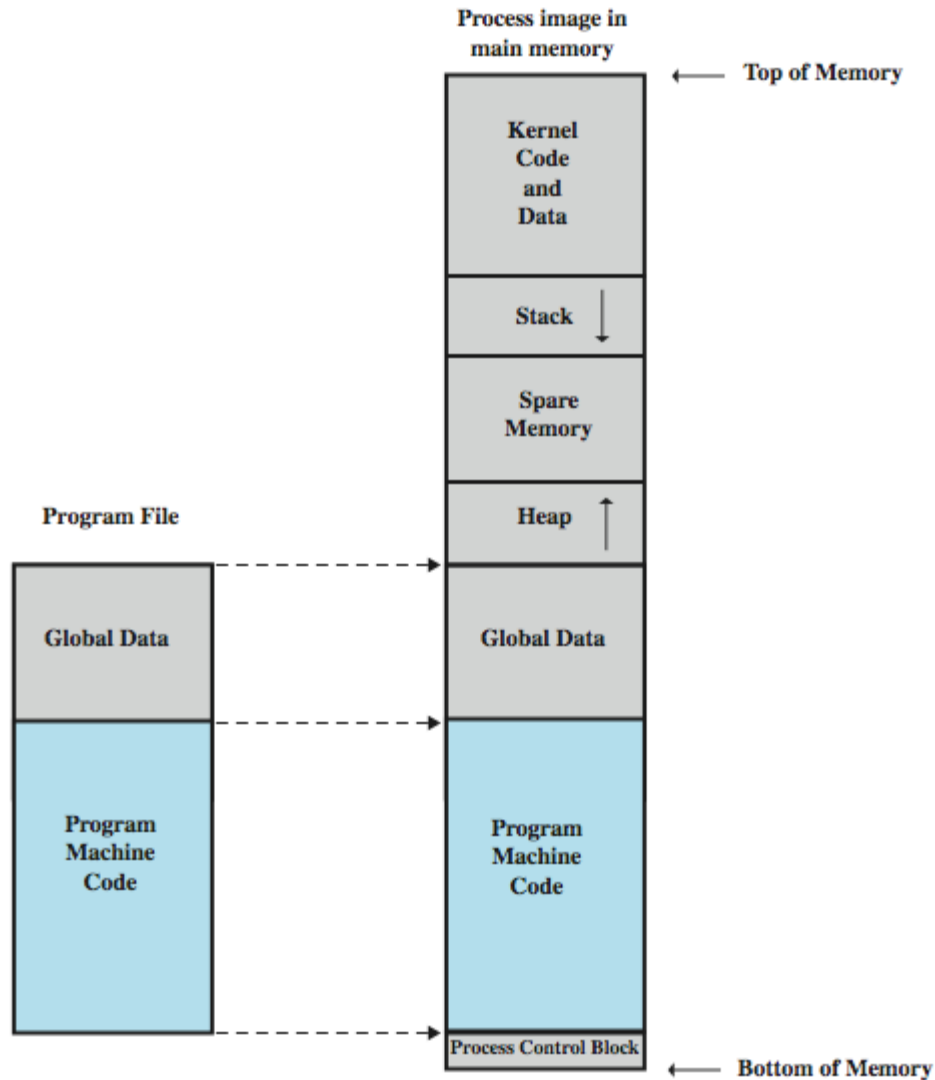 Process image in
main memory
Top of Memory
Kernel
Code
and
Data
Stack
Spare
Memory
Heap
Program File
Global Data
Global Data
Program
Machine
Code
Program
Machine
Code
Process Control Block
Bottom of Memory